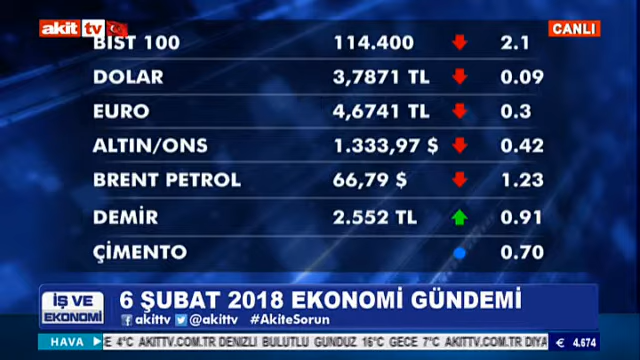 akit tv
CANLI
BIST 100 114.400 2.1
DOLAR 3,7871 TL 0.09
EURO 4,6741 TL 0.3
ALTIN/ONS 1.333,97 $ 0.42
BRENT PETROL 66,79 $ 1.23
DEMİR 2.552 TL 0.91
ÇİMENTO 0.70
İŞ VE
EKONOMİ
6 ŞUBAT 2018 EKONOMİ GÜNDEMİ
akittv @akittv #AkiteSorun
HAVA E 4°C AKITTV.COM.TR DENIZLI BULUTLU GUNDUZ 16°C GECE 7°C AKITTV.COM.TR DIYA € 4.674